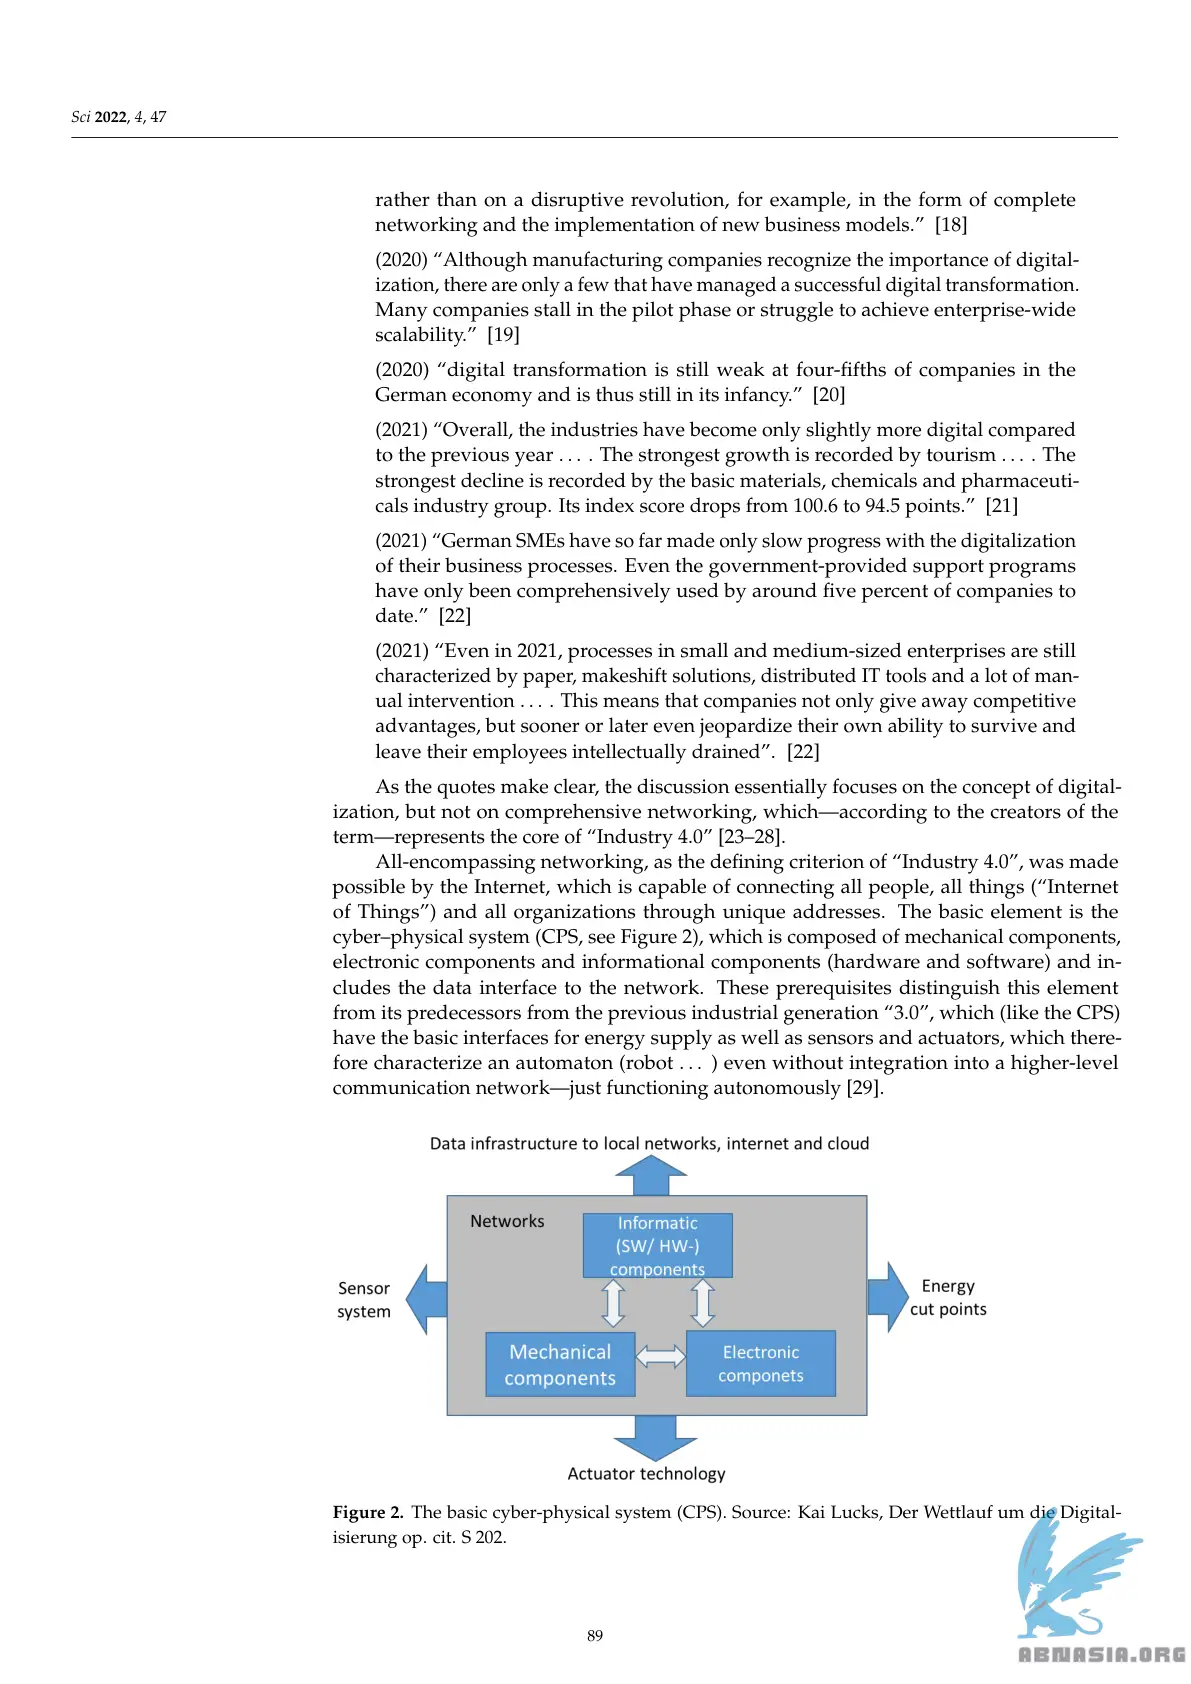 Sci 2022, 4, 47
rather than on a disruptive revolution, for example, in the form of complete
networking and the implementation of new business models.” [18]
(2020) “Although manufacturing companies recognize the importance of digital-
ization, there are only a few that have managed a successful digital transformation.
Many companies stall in the pilot phase or struggle to achieve enterprise-wide
scalability.” [19]
(2020) “digital transformation is still weak at four-fifths of companies in the
German economy and is thus still in its infancy.” [20]
(2021) “Overall, the industries have become only slightly more digital compared
to the previous year . . . . The strongest growth is recorded by tourism . . . . The
strongest decline is recorded by the basic materials, chemicals and pharmaceuti-
cals industry group. Its index score drops from 100.6 to 94.5 points.” [21]
(2021) “German SMEs have so far made only slow progress with the digitalization
of their business processes. Even the government-provided support programs
have only been comprehensively used by around five percent of companies to
date.” [22]
(2021) “Even in 2021, processes in small and medium-sized enterprises are still
characterized by paper, makeshift solutions, distributed IT tools and a lot of man-
ual intervention . . . . This means that companies not only give away competitive
advantages, but sooner or later even jeopardize their own ability to survive and
leave their employees intellectually drained”. [22]
As the quotes make clear, the discussion essentially focuses on the concept of digital-
ization, but not on comprehensive networking, which—according to the creators of the
term—represents the core of “Industry 4.0” [23–28].
All-encompassing networking, as the defining criterion of “Industry 4.0”, was made
possible by the Internet, which is capable of connecting all people, all things (“Internet
of Things”) and all organizations through unique addresses. The basic element is the
cyber–physical system (CPS, see Figure 2), which is composed of mechanical components,
electronic components and informational components (hardware and software) and in-
cludes the data interface to the network. These prerequisites distinguish this element
from its predecessors from the previous industrial generation “3.0”, which (like the CPS)
have the basic interfaces for energy supply as well as sensors and actuators, which there-
fore characterize an automaton (robot . . . ) even without integration into a higher-level
communication network—just functioning autonomously [29].
Data infrastructure to local networks, internet and cloud
Networks
Informatic
(SW/ HW-)
components
Sensor
system
Energy
cut points
Mechanical
components
Electronic
componets
Actuator technology
Figure 2. The basic cyber-physical system (CPS). Source: Kai Lucks, Der Wettlauf um die Digital-
isierung op. cit. S 202.
89
ABNASIA.ORG